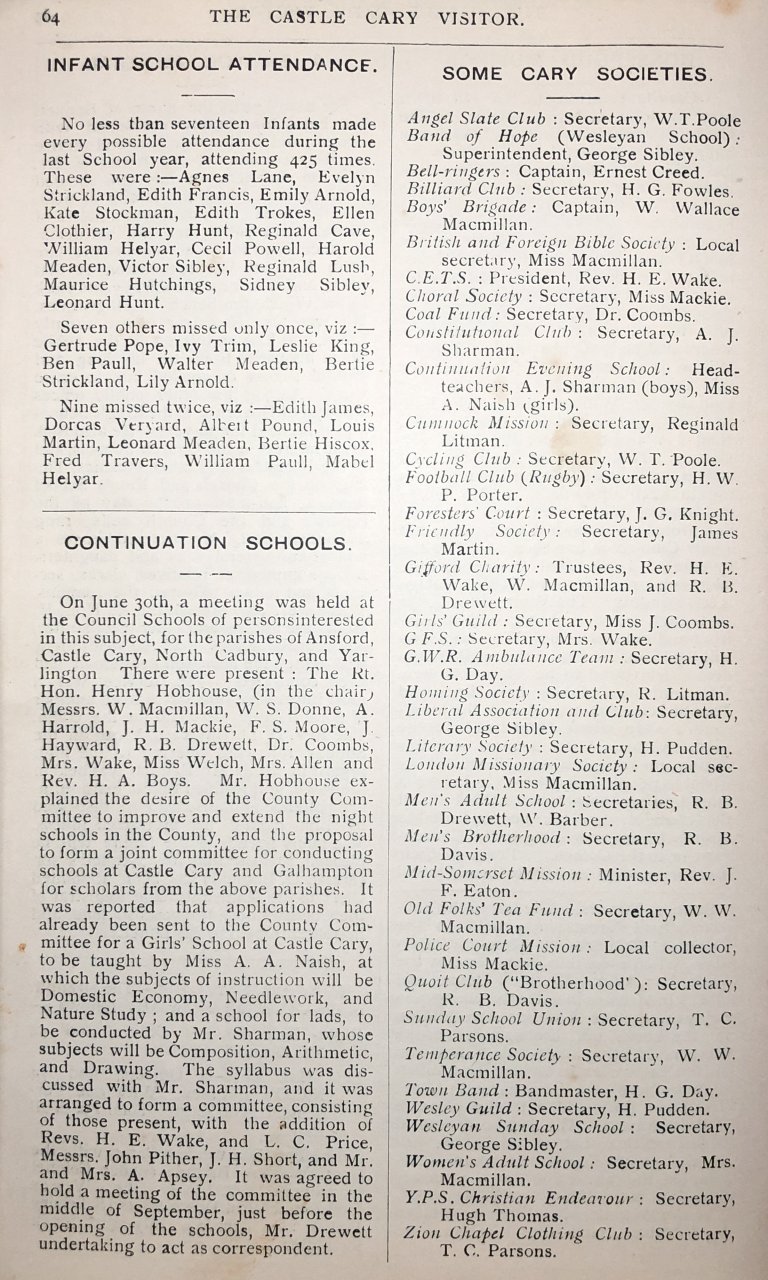 64
THE CASTLE CARY VISITOR.
INFANT SCHOOL ATTENDANCE.
No less than seventeen Infants made
every possible attendance during the
last School year, attending 425 times.
These were :—Agnes Lane, Evelyn
Strickland, Edith Francis, Emily Arnold,
Kate Stockman, Edith Trokes, Ellen
Clothier, Harry Hunt, Reginald Cave,
William Helyar, Cecil Powell, Harold
Meaden, Victor Sibley, Reginald Lush,
Maurice Hutchings, Sidney Sibley,
Leonard Hunt.
Seven others missed only once, viz :—
Gertrude Pope, Ivy Trim, Leslie King,
Ben Paull, Walter Meaden, Bertie
Strickland, Lily Arnold.
Nine missed twice, viz :—Edith James,
Dorcas Veryard, Albert Pound, Louis
Martin, Leonard Meaden, Bertie Hiscox,
Fred Travers, William Paull, Mabel
Helyar.
CONTINUATION SCHOOLS.
On June 30th, a meeting was held at
the Council Schools of personsinterested
in this subject, for the parishes of Ansford,
Castle Cary, North Cadbury, and Yar-
lington There were present : The Rt.
Hon. Henry Hobhouse, (in the chair)
Messrs. W. Macmillan, W. S. Donne, A.
Harrold, J. H. Mackie, F. S. Moore, J.
Hayward, R. B. Drewett, Dr. Coombs,
Mrs. Wake, Miss Welch, Mrs. Allen and
Rev. H. A. Boys. Mr. Hobhouse ex-
plained the desire of the County Com-
mittee to improve and extend the night
schools in the County, and the proposal
to form a joint committee for conducting
schools at Castle Cary and Galhampton
for scholars from the above parishes. It
was reported that applications had
already been sent to the County Com-
mittee for a Girls' School at Castle Cary,
to be taught by Miss A. A. Naish, at
which the subjects of instruction will be
Domestic Economy, Needlework, and
Nature Study ; and a school for lads, to
be conducted by Mr. Sharman, whose
subjects will be Composition, Arithmetic,
and Drawing. The syllabus was dis-
cussed with Mr. Sharman, and it was
arranged to form a committee, consisting
of those present, with the addition of
Revs. H. E. Wake, and L. C. Price,
Messrs. John Pither, J. H. Short, and Mr.
and Mrs. A. Apsey. It was agreed to
hold a meeting of the committee in the
middle of September, just before the
opening of the schools, Mr. Drewett
undertaking to act as correspondent.
SOME CARY SOCIETIES.
Angel Slate Club : Secretary, W.T.Poole
Band of Hope (Wesleyan School) :
Superintendent, George Sibley.
Bell-ringers : Captain, Ernest Creed.
Billiard Club : Secretary, H. G. Fowles.
Boys' Brigade : Captain, W. Wallace
Macmillan.
British and Foreign Bible Society : Local
secretary, Miss Macmillan.
C.E.T.S. : President, Rev. H. E. Wake.
Choral Society : Secretary, Miss Mackie.
Coal Fund : Secretary, Dr. Coombs.
Constitutional Club : Secretary, A. J.
Sharman.
Continuation Evening School : Head-
teachers, A. J. Sharman (boys), Miss
A. Naish (girls).
Cumnock Mission : Secretary, Reginald
Litman.
Cycling Club : Secretary, W. T. Poole.
Football Club (Rugby) : Secretary, H. W.
P. Porter.
Foresters' Court : Secretary, J. G. Knight.
Friendly Society : Secretary, James
Martin.
Gifford Charity : Trustees, Rev. H. E.
Wake, W. Macmillan, and R. B.
Drewett.
Girls' Guild : Secretary, Miss J. Coombs.
G F.S. : Secretary, Mrs. Wake.
G.W.R. Ambulance Team : Secretary, H.
G. Day.
Homing Society : Secretary, R. Litman.
Liberal Association and Club : Secretary,
George Sibley.
Literary Society : Secretary, H. Pudden.
London Missionary Society : Local sec-
retary, Miss Macmillan.
Men's Adult School : Secretaries, R. B.
Drewett, W. Barber.
Men's Brotherhood : Secretary, R. B.
Davis.
Mid-Somerset Mission : Minister, Rev. J.
F. Eaton.
Old Folks' Tea Fund : Secretary, W. W.
Macmillan.
Police Court Mission : Local collector,
Miss Mackie.
Quoit Club ("Brotherhood' ) : Secretary,
R. B. Davis.
Sunday School Union : Secretary, T. C.
Parsons.
Temperance Society : Secretary, W. W.
Macmillan.
Town Band : Bandmaster, H. G. Day.
Wesley Guild : Secretary, H. Pudden.
Wesleyan Sunday School : Secretary,
George Sibley.
Women's Adult School : Secretary, Mrs.
Macmillan.
Y.P.S. Christian Endeavour : Secretary,
Hugh Thomas.
Zion Chapel Clothing Club : Secretary,
T. C. Parsons.